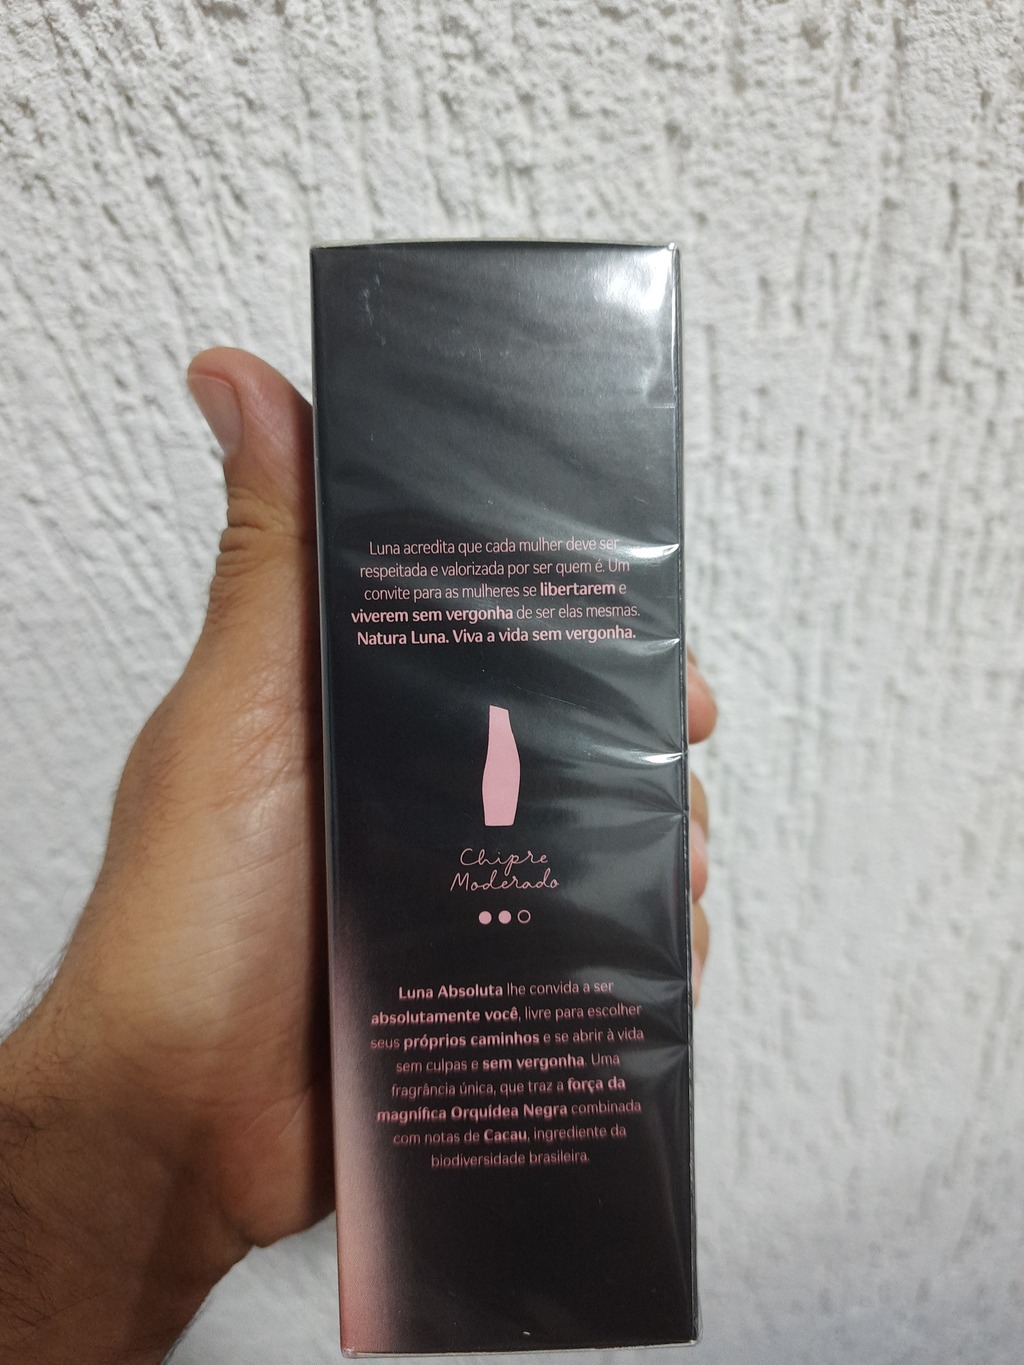 Luna acredita que cada mulher deve ser
respeitada e valorizada por ser quem é. Um
convite para as mulheres se libertarem e
viverem sem vergonha de ser elas mesmas.
Natura Luna. Viva a vida sem vergonha.
Chipre
Moderado
Luna Absoluta lhe convida a ser
absolutamente você, livre para escolher
seus próprios caminhos e se abrir à vida
sem culpas e sem vergonha. Uma
fragrância única, que traz a força da
magnífica Orquídea Negra combinada
com notas de Cacau, ingrediente da
biodiversidade brasileira.